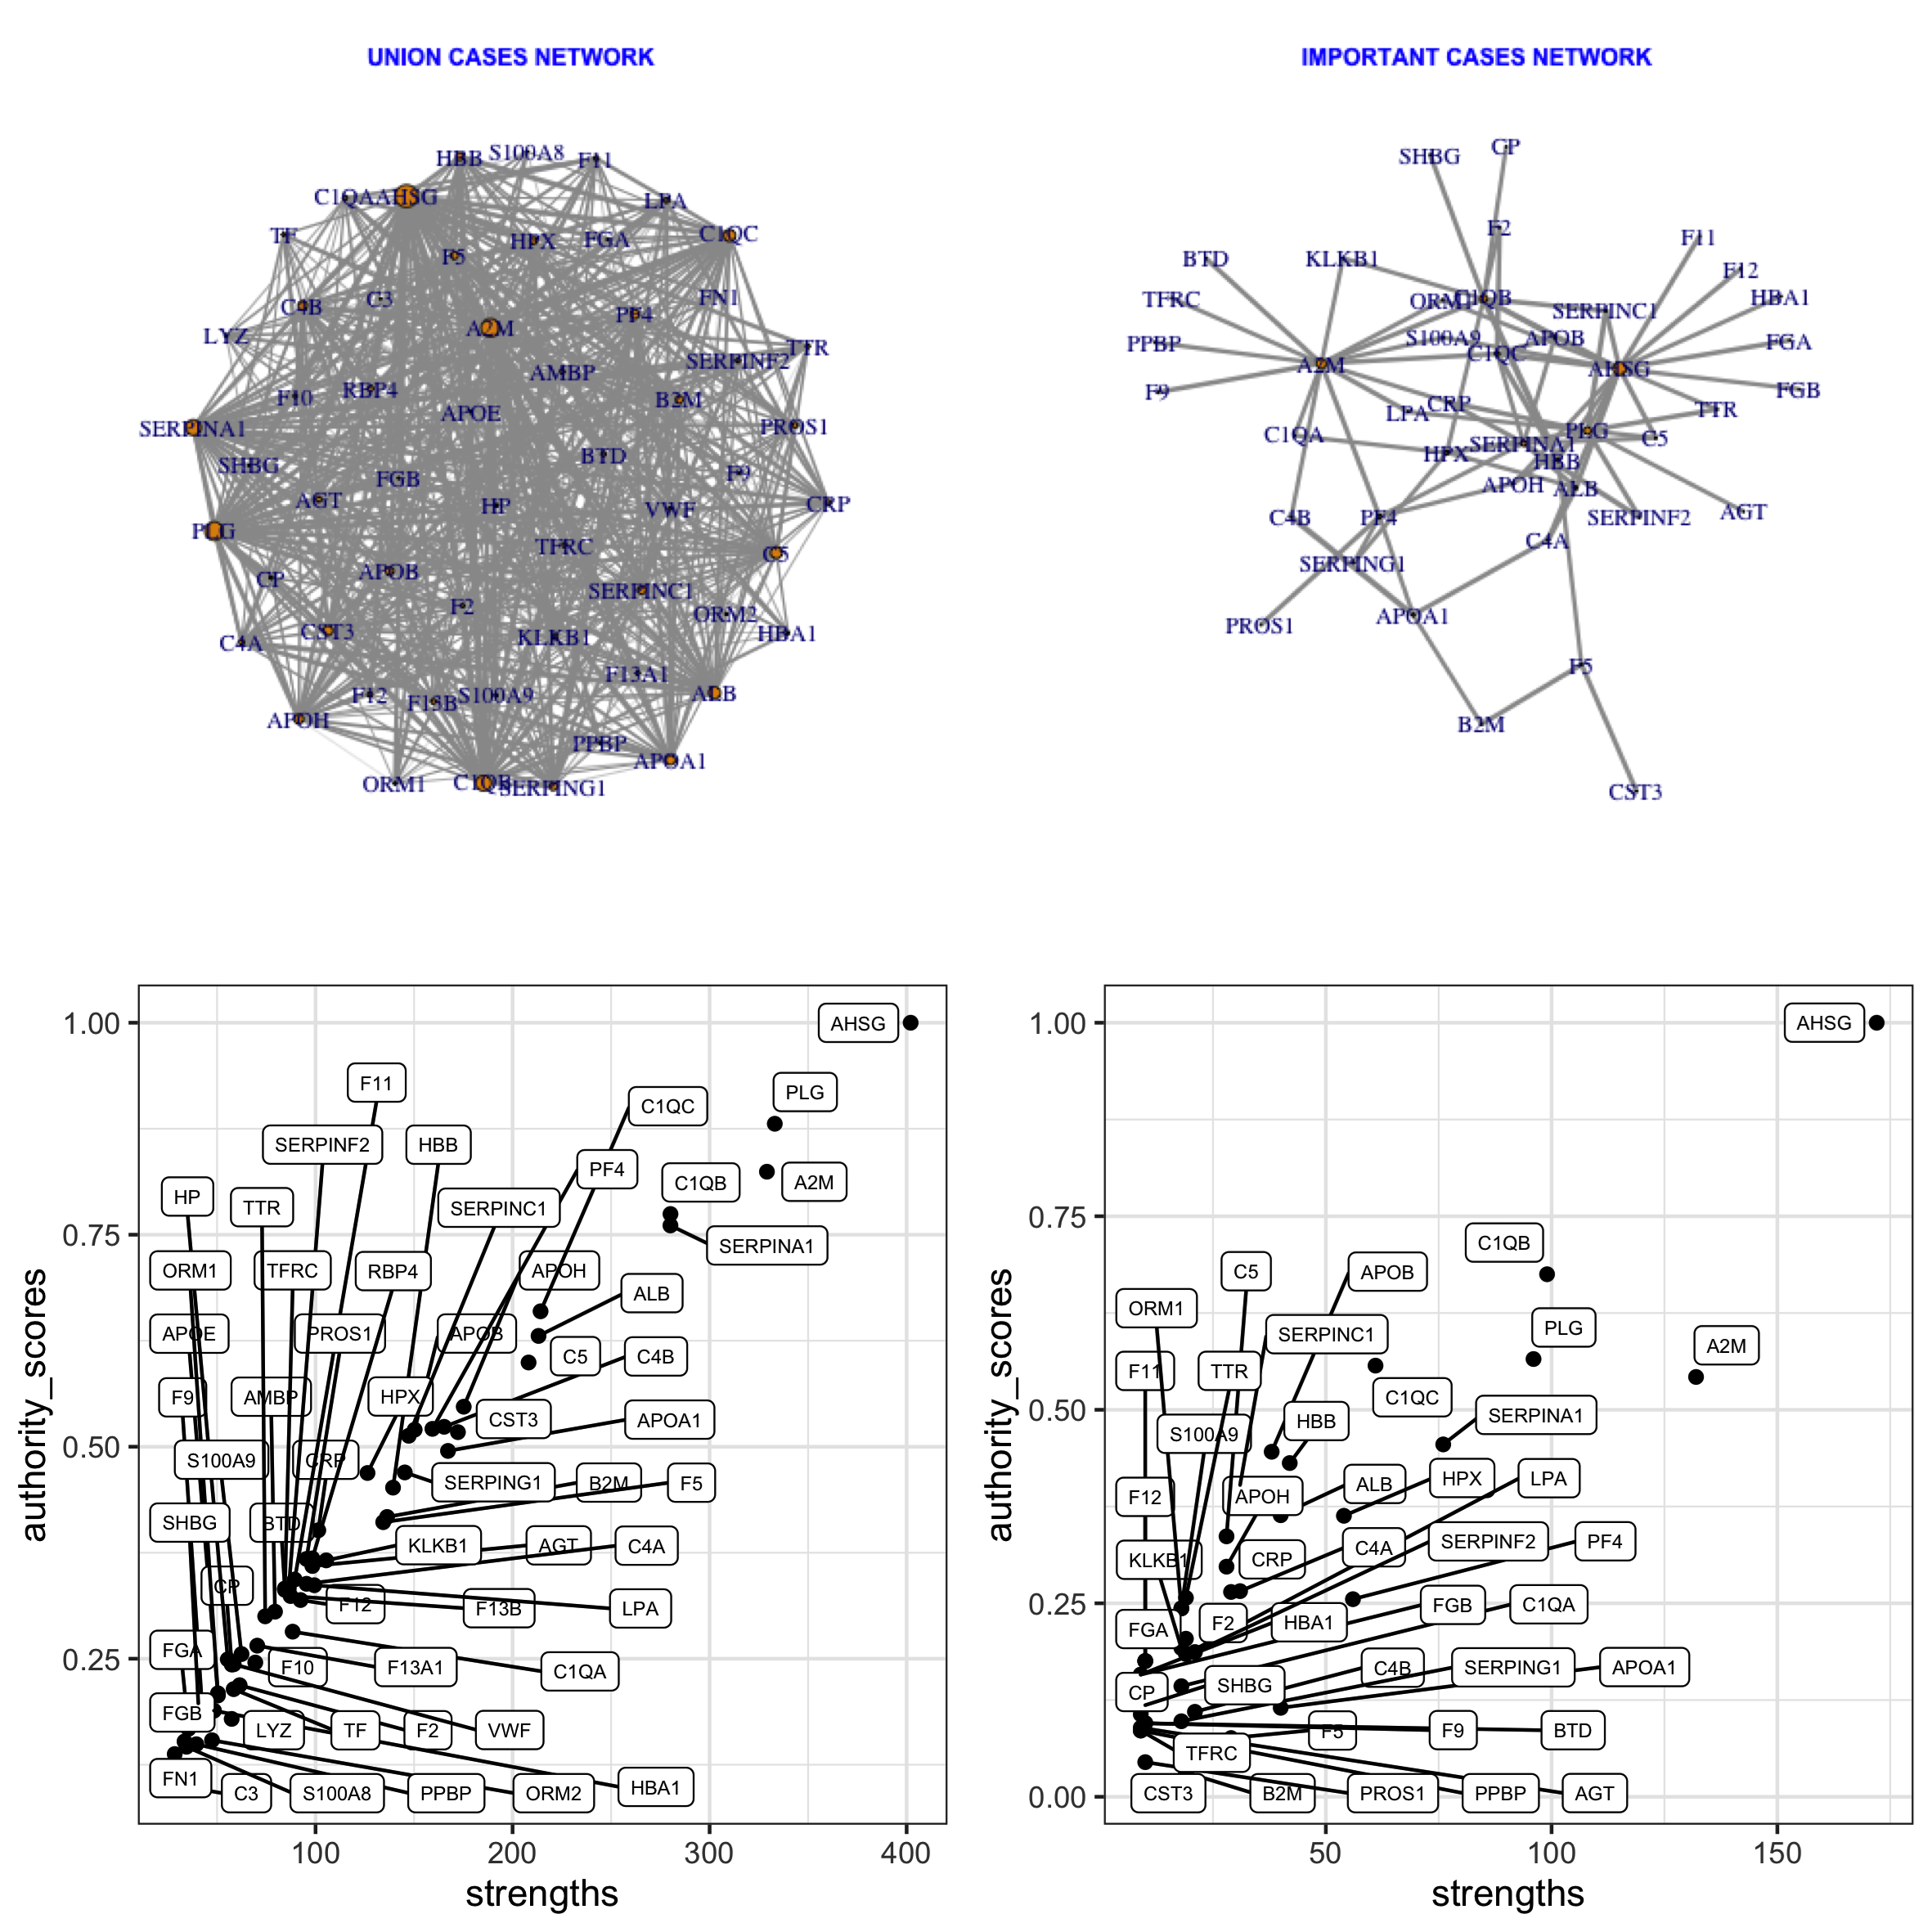 UNION CASES NETWORK
IMPORTANT CASES NETWORK
HBB S100A8 F11
C1QA AHSG LPA
TF F5 HPX FGA C1QC
C4B C3 A2M PF4 FN1
LYZ AMBP SERPINF2 TTR
F10 RBP4 APOE B2M
SERPINA1 PROS1
SHBG FGB BTD F9
AGT HP VWF CRP
PLG TFRC C5
CP APOB SERPINC1
F2 ORM2
C4A CST3 KLKB1 HBA1
F13A1
F12 F13B S100A9 ALB
APOH PPBP
APOA1
ORM1 C1QB SERPING1
SHBG CP
F2 F11
BTD KLKB1 F12
TFRC ORM1 C1QB SERPINC1 HBA1
PPBP S100A9 C1QC APOB FGA
A2M AHSG
F9 FGB
LPA CRP TTR
C1QA HPX SERPINA1 PLG C5
HBB
APOH ALB
C4B PF4 SERPINF2 AGT
SERPING1 C4A
PROS1 APOA1
F5
B2M
CST3
authority_scores
1.00
0.75
0.50
0.25
AHSG
F11
C1QC
PLG
SERPINF2
HBB
PF4
C1QB
A2M
HP
TTR
SERPINC1
SERPINA1
ORM1
TFRC
RBP4
APOH
ALB
APOE
PROS1
APOB
C5
C4B
F9
AMBP
HPX
CST3
APOA1
S100A9
CRP
SERPING1
B2M
F5
SHBG
BTD
KLKB1
AGT
C4A
CP
F12
F13B
LPA
FGA
F10
F13A1
C1QA
FGB
LYZ
TF
F2
VWF
FN1
C3
S100A8
PPBP
ORM2
HBA1
100
200
300
400
strengths
authority_scores
1.00
0.75
0.50
0.25
0.00
AHSG
C1QB
C5
APOB
ORM1
SERPINC1
PLG
A2M
F11
TTR
C1QC
S100A9
HBB
SERPINA1
F12
APOH
ALB
HPX
LPA
KLKB1
CRP
C4A
SERPINF2
PF4
FGA
F2
HBA1
FGB
C1QA
CP
SHBG
C4B
SERPING1
APOA1
TFRC
F5
F9
BTD
CST3
B2M
PROS1
PPBP
AGT
50
100
150
strengths